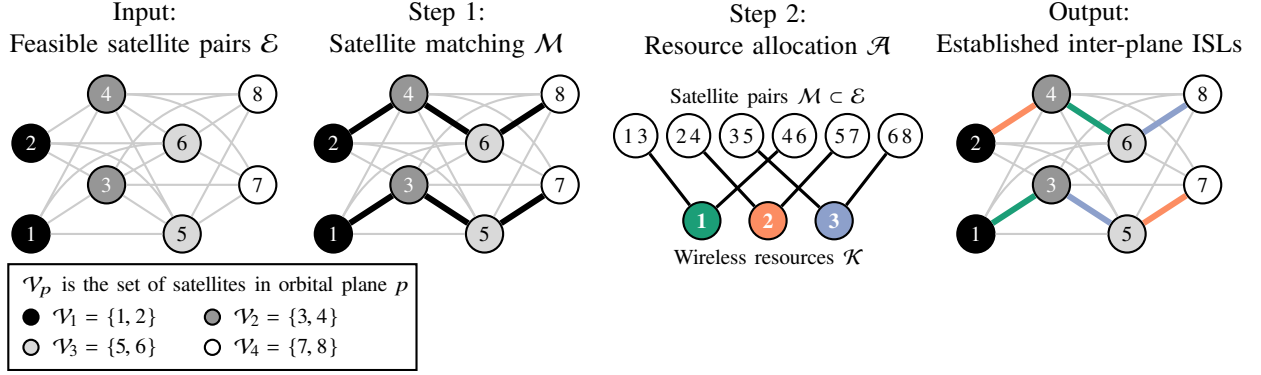 Input:
Feasible satellite pairs ℰ
4
8
2
6
3
7
1
5
𝒱ₚ is the set of satellites in orbital plane p
𝒱₁ = {1, 2}
𝒱₂ = {3, 4}
𝒱₃ = {5, 6}
𝒱₄ = {7, 8}
Step 1:
Satellite matching ℳ
4
8
2
6
3
7
1
5
Step 2:
Resource allocation 𝒜
Satellite pairs ℳ ⊂ ℰ
1 3 2 4 3 5 4 6 5 7 6 8
1 2 3
Wireless resources 𝒦
Output:
Established inter-plane ISLs
4
8
2
6
3
7
1
5